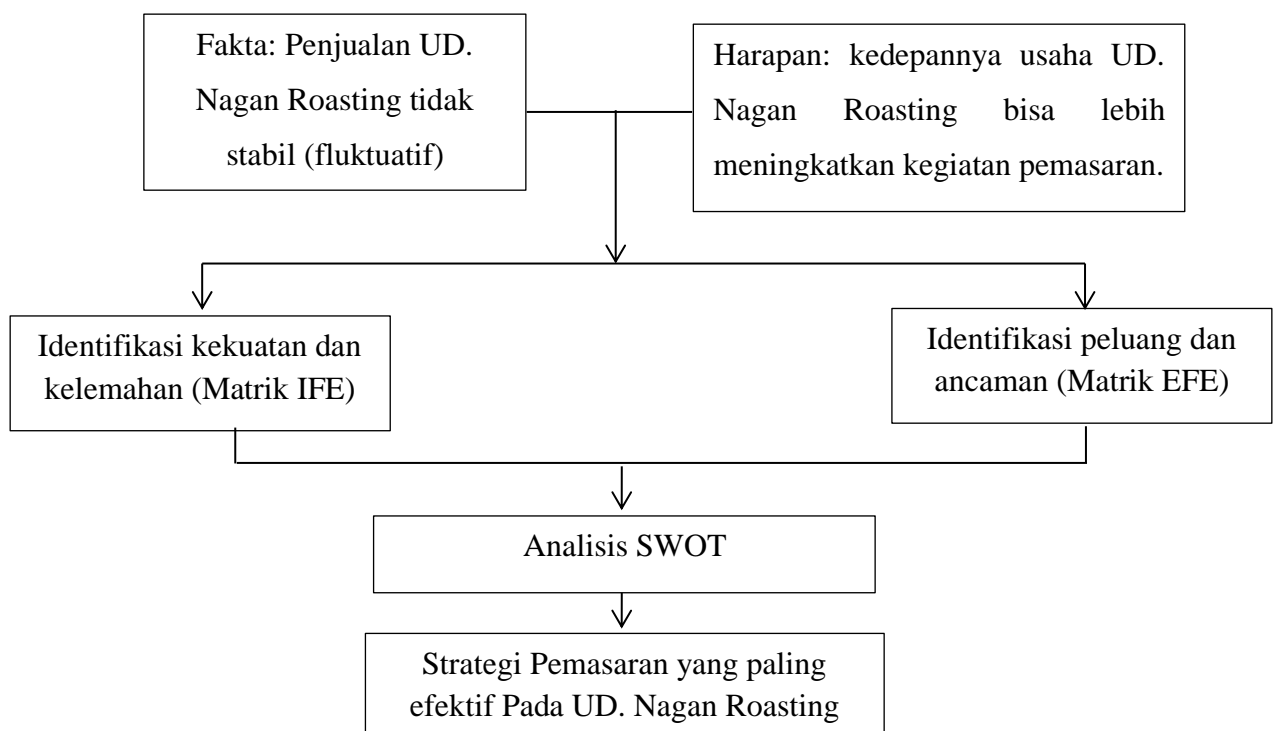 Fakta: Penjualan UD.
Nagan Roasting tidak
stabil (fluktuatif)
Harapan: kedepannya usaha UD.
Nagan Roasting bisa lebih
meningkatkan kegiatan pemasaran.
Identifikasi kekuatan dan
kelemahan (Matrik IFE)
Identifikasi peluang dan
ancaman (Matrik EFE)
Analisis SWOT
Strategi Pemasaran yang paling
efektif Pada UD. Nagan Roasting